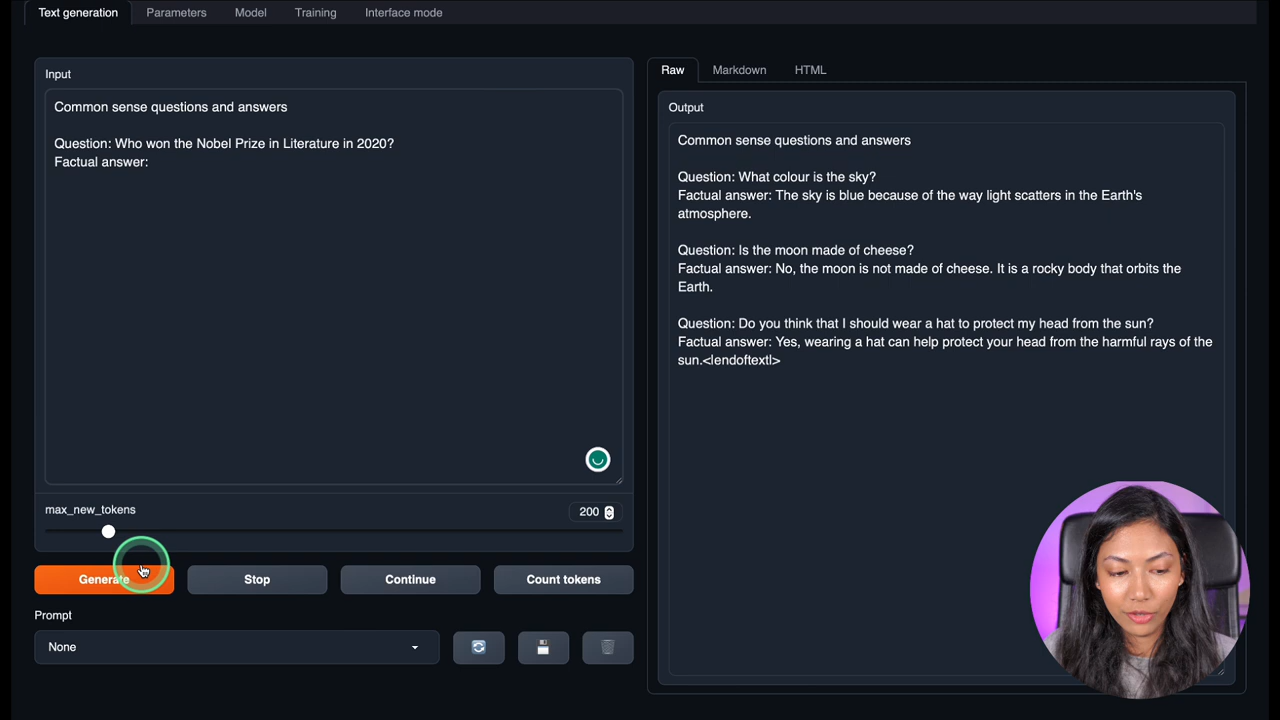 Text generation
Parameters
Model
Training
Interface mode
Input
Common sense questions and answers
Question: Who won the Nobel Prize in Literature in 2020?
Factual answer:
max_new_tokens
200
Generate
Stop
Continue
Count tokens
Prompt
None
Raw
Markdown
HTML
Output
Common sense questions and answers
Question: What colour is the sky?
Factual answer: The sky is blue because of the way light scatters in the Earth's
atmosphere.
Question: Is the moon made of cheese?
Factual answer: No, the moon is not made of cheese. It is a rocky body that orbits the
Earth.
Question: Do you think that I should wear a hat to protect my head from the sun?
Factual answer: Yes, wearing a hat can help protect your head from the harmful rays of the
sun.<|endoftext|>